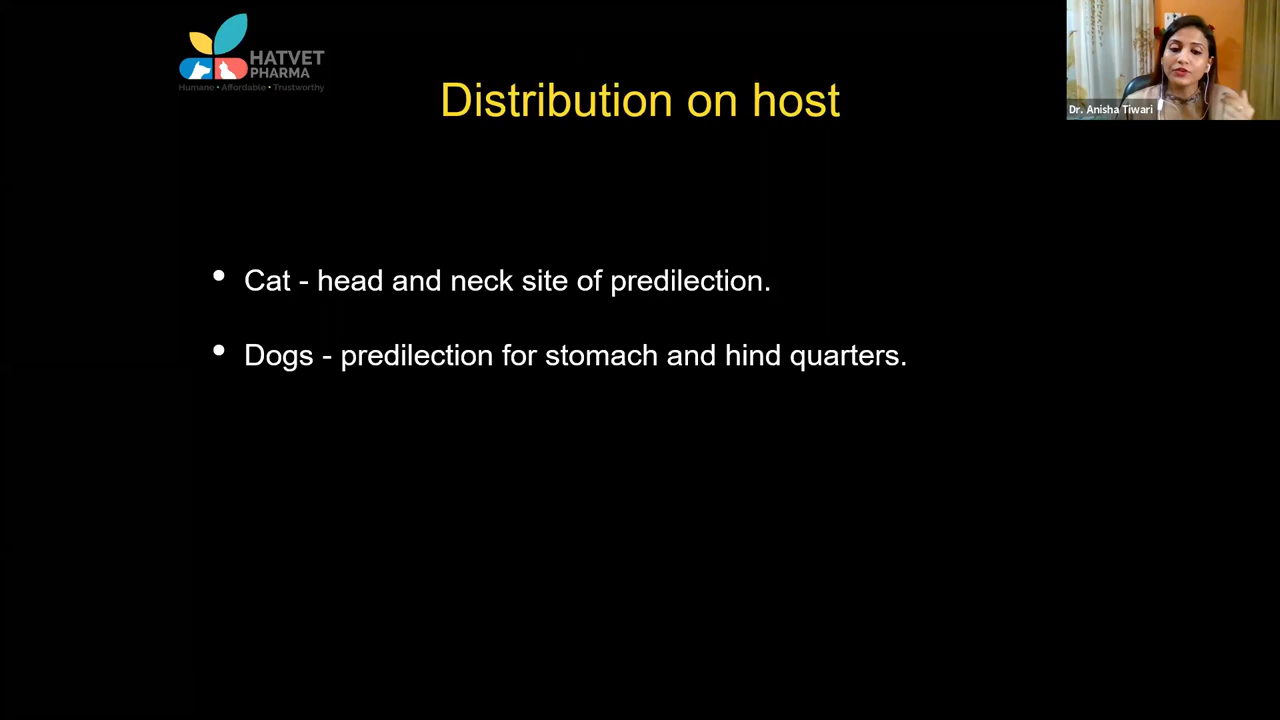 HATVET
PHARMA
Humane • Affordable • Trustworthy
Distribution on host
Dr. Anisha Tiwari
• Cat - head and neck site of predilection.
• Dogs - predilection for stomach and hind quarters.